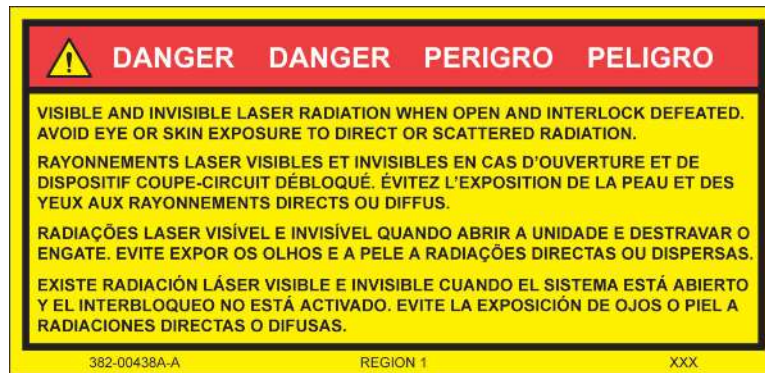 DANGER DANGER PERIGRO PELIGRO
VISIBLE AND INVISIBLE LASER RADIATION WHEN OPEN AND INTERLOCK DEFEATED.
AVOID EYE OR SKIN EXPOSURE TO DIRECT OR SCATTERED RADIATION.
RAYONNEMENTS LASER VISIBLES ET INVISIBLES EN CAS D'OUVERTURE ET DE
DISPOSITIF COUPE-CIRCUIT DÉBLOQUÉ. ÉVITEZ L'EXPOSITION DE LA PEAU ET DES
YEUX AUX RAYONNEMENTS DIRECTS OU DIFFUS.
RADIAÇÕES LASER VISÍVEL E INVISÍVEL QUANDO ABRIR A UNIDADE E DESTRAVAR O
ENGATE. EVITE EXPOR OS OLHOS E A PELE A RADIAÇÕES DIRECTAS OU DISPERSAS.
EXISTE RADIACIÓN LÁSER VISIBLE E INVISIBLE CUANDO EL SISTEMA ESTÁ ABIERTO
Y EL INTERBLOQUEO NO ESTÁ ACTIVADO. EVITE LA EXPOSICIÓN DE OJOS O PIEL A
RADIACIONES DIRECTAS O DIFUSAS.
382-00438A-A REGION 1 XXX